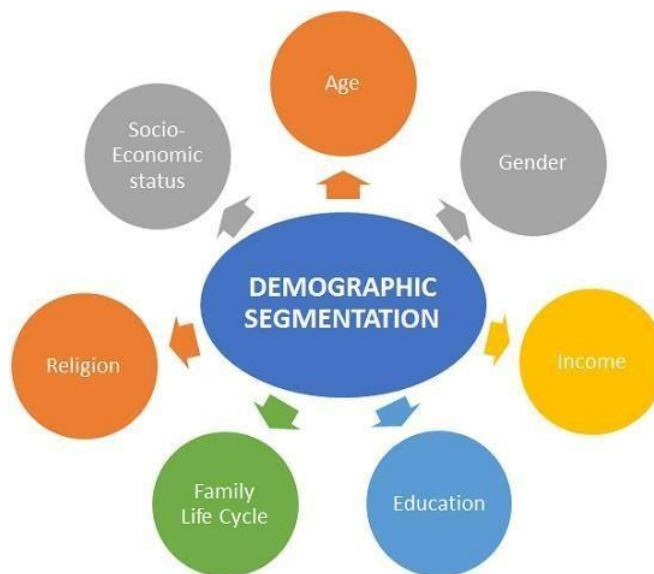 Age
Socio-
Economic
status
Gender
DEMOGRAPHIC
SEGMENTATION
Religion
Income
Family
Life Cycle
Education